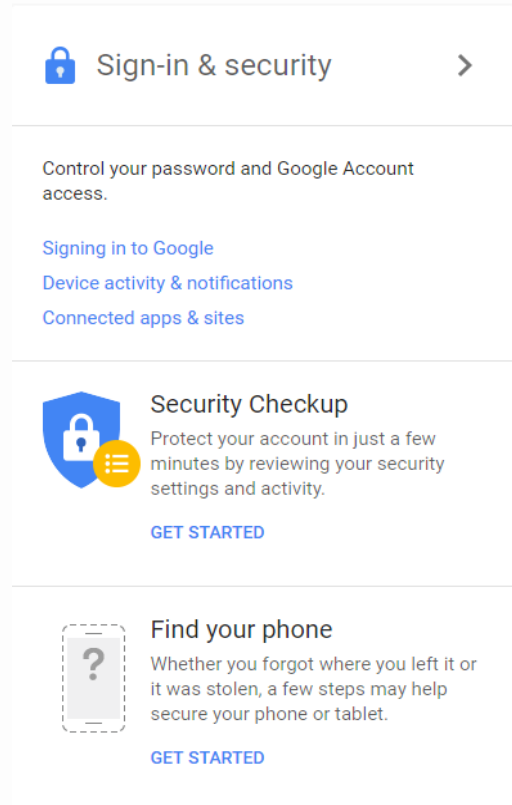 Sign-in & security
Control your password and Google Account
access.
Signing in to Google
Device activity & notifications
Connected apps & sites
Security Checkup
Protect your account in just a few
minutes by reviewing your security
settings and activity.
GET STARTED
Find your phone
?
Whether you forgot where you left it or
it was stolen, a few steps may help
secure your phone or tablet.
GET STARTED